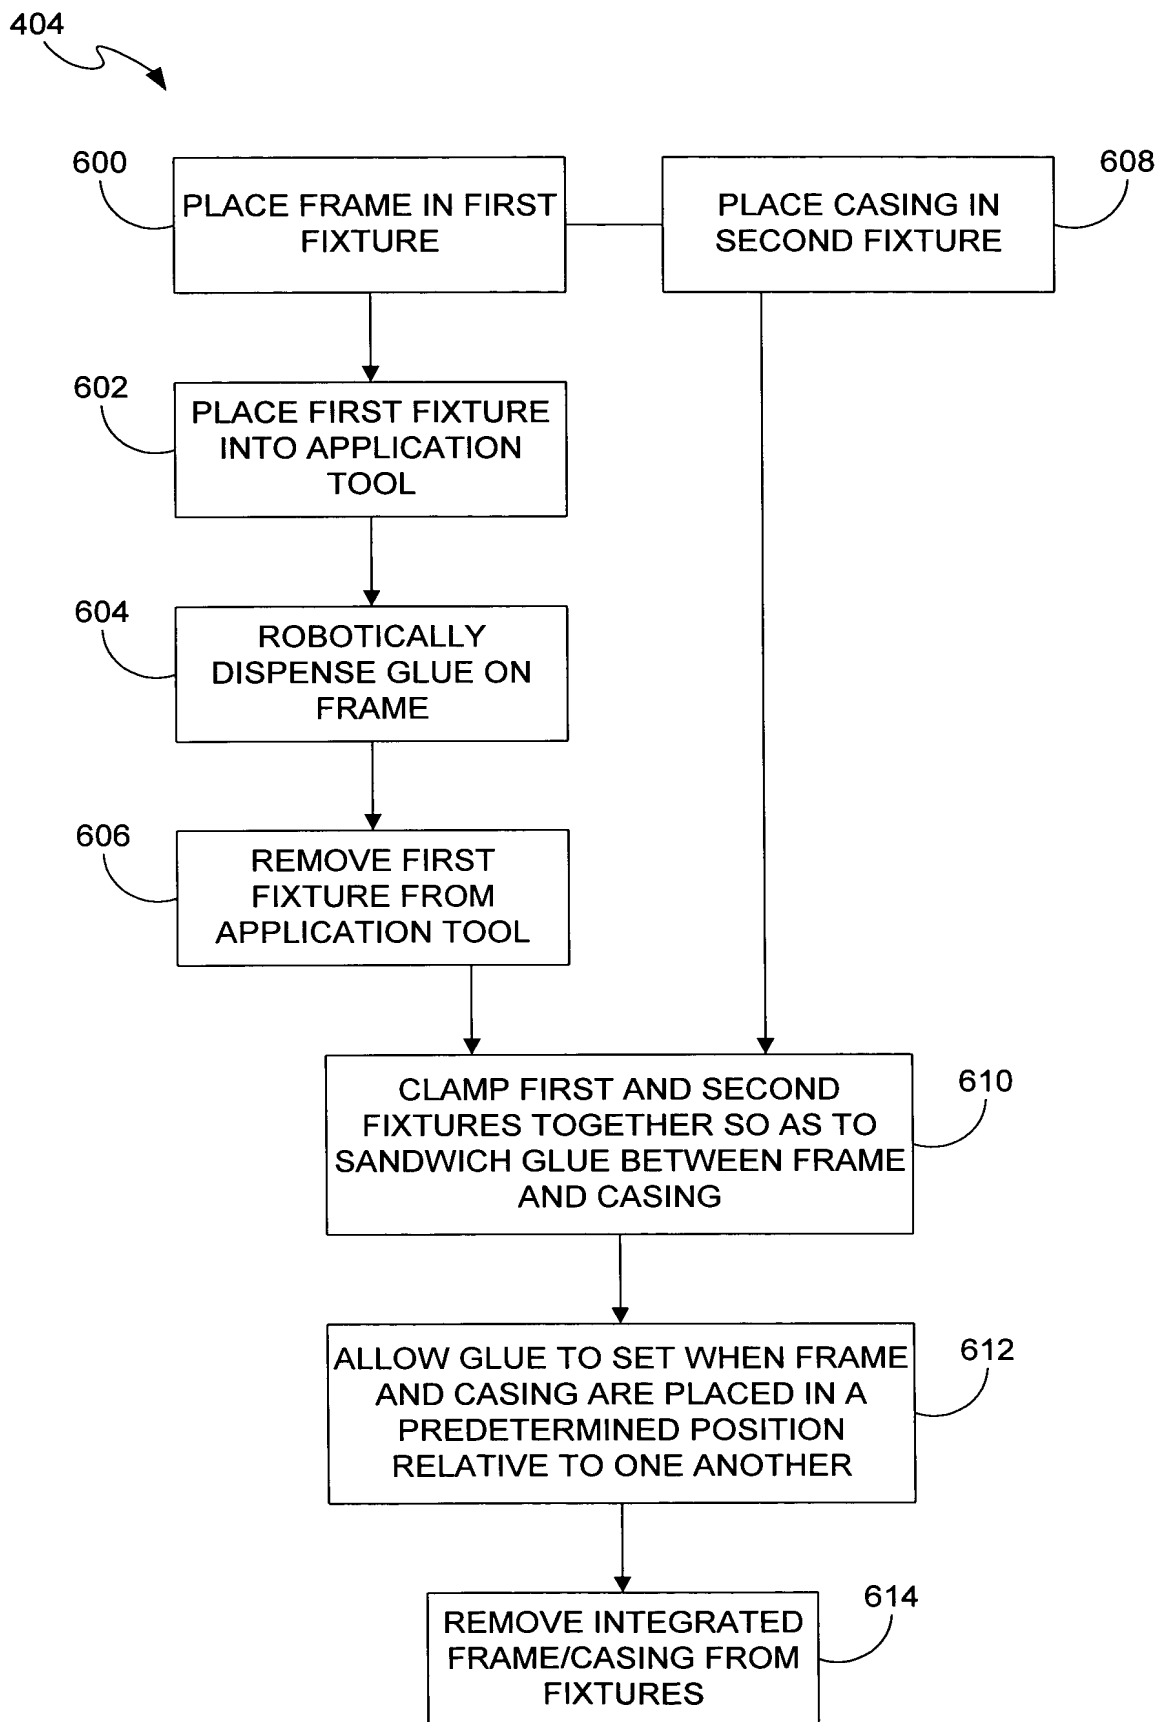 404
600
PLACE FRAME IN FIRST
FIXTURE
PLACE CASING IN
SECOND FIXTURE
608
602
PLACE FIRST FIXTURE
INTO APPLICATION
TOOL
604
ROBOTICALLY
DISPENSE GLUE ON
FRAME
606
REMOVE FIRST
FIXTURE FROM
APPLICATION TOOL
CLAMP FIRST AND SECOND
FIXTURES TOGETHER SO AS TO
SANDWICH GLUE BETWEEN FRAME
AND CASING
610
ALLOW GLUE TO SET WHEN FRAME
AND CASING ARE PLACED IN A
PREDETERMINED POSITION
RELATIVE TO ONE ANOTHER
612
REMOVE INTEGRATED
FRAME/CASING FROM
FIXTURES
614